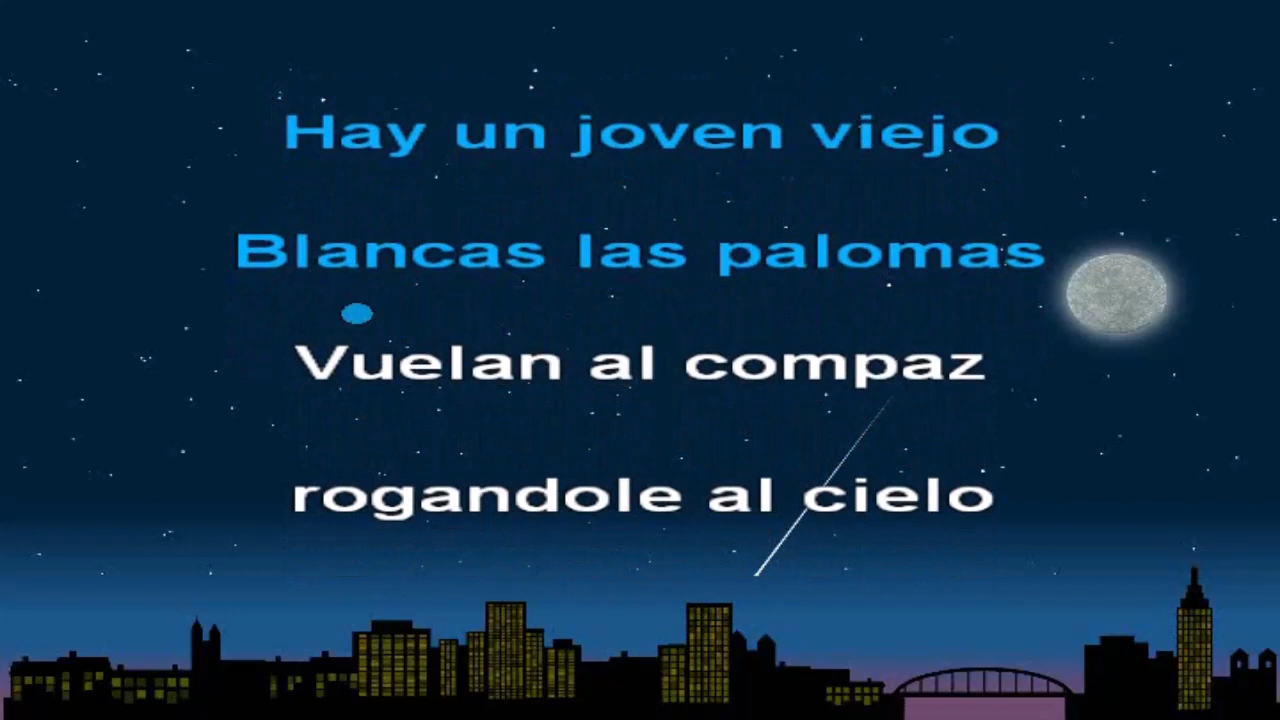 Hay un joven viejo
Blancas las palomas
Vuelan al compaz
rogandole al cielo